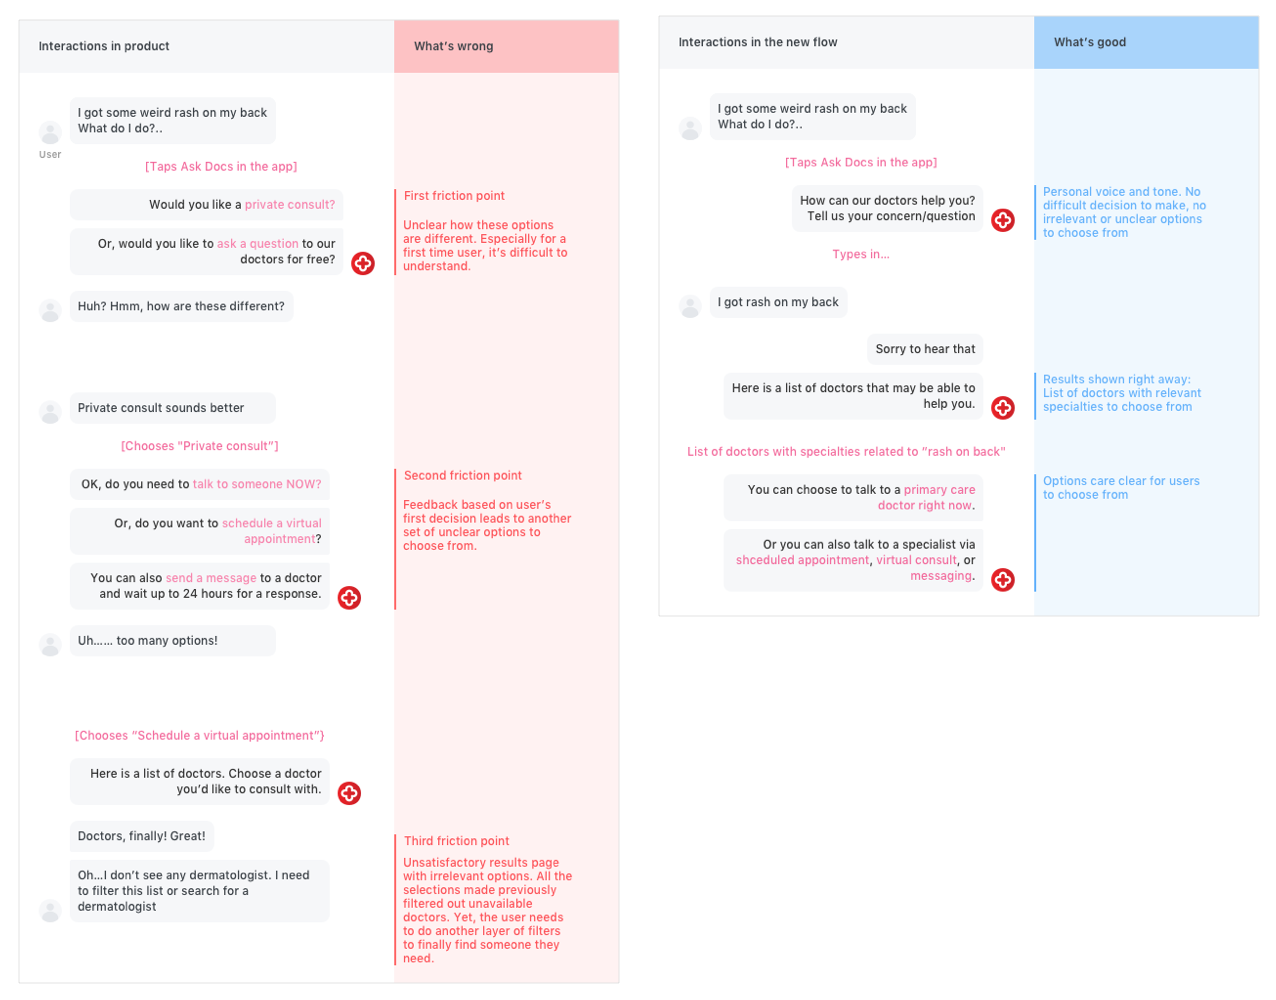 Interactions in product
What's wrong
I got some weird rash on my back
What do I do?..
User
[Taps Ask Docs in the app]
Would you like a private consult?
Or, would you like to ask a question to our
doctors for free?
First friction point
Unclear how these options
are different. Especially for a
first time user, it's difficult to
understand.
Huh? Hmm, how are these different?
Private consult sounds better
[Chooses "Private consult"]
OK, do you need to talk to someone NOW?
Or, do you want to schedule a virtual
appointment?
You can also send a message to a doctor
and wait up to 24 hours for a response.
Second friction point
Feedback based on user's
first decision leads to another
set of unclear options to
choose from.
Uh...... too many options!
[Chooses "Schedule a virtual appointment"}
Here is a list of doctors. Choose a doctor
you'd like to consult with.
Doctors, finally! Great!
Oh...I don't see any dermatologist. I need
to filter this list or search for a
dermatologist
Third friction point
Unsatisfactory results page
with irrelevant options. All the
selections made previously
filtered out unavailable
doctors. Yet, the user needs
to do another layer of filters
to finally find someone they
need.
Interactions in the new flow
What's good
I got some weird rash on my back
What do I do?..
[Taps Ask Docs in the app]
How can our doctors help you?
Tell us your concern/question
Personal voice and tone. No
difficult decision to make, no
irrelevant or unclear options
to choose from
Types in...
I got rash on my back
Sorry to hear that
Here is a list of doctors that may be able to
help you.
Results shown right away:
List of doctors with relevant
specialties to choose from
List of doctors with specialties related to "rash on back"
You can choose to talk to a primary care
doctor right now.
Or you can also talk to a specialist via
shceduled appointment, virtual consult, or
messaging.
Options care clear for users
to choose from